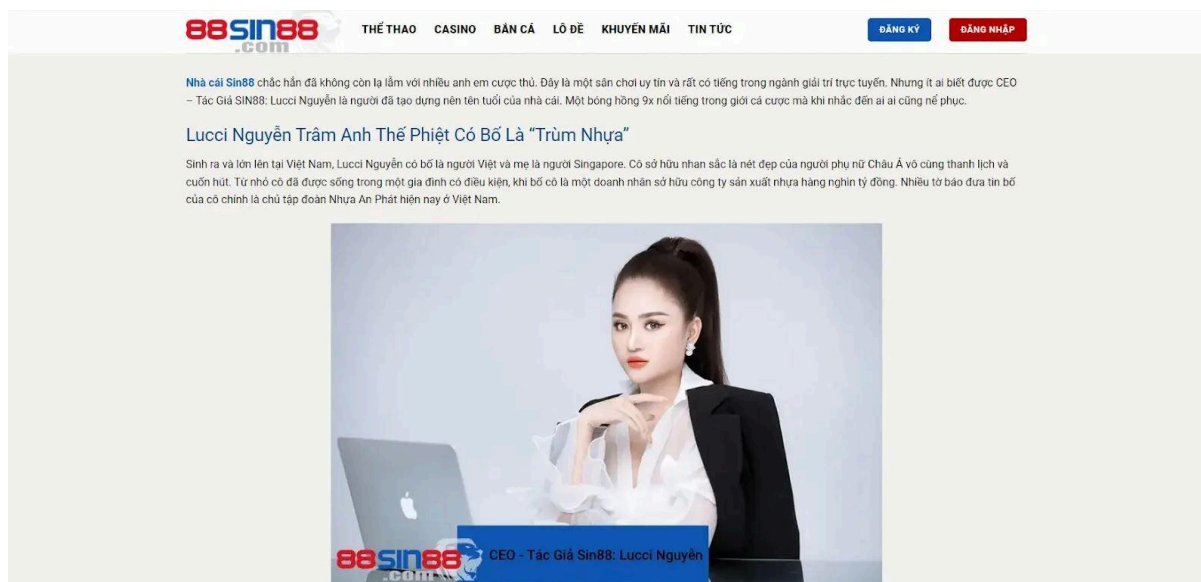 88SIN88
.com
THỂ THAO CASINO BẮN CÁ LÔ ĐỀ KHUYẾN MÃI TIN TỨC ĐĂNG KÝ ĐĂNG NHẬP
Nhà cái Sin88 chắc hẳn đã không còn lạ lẫm với nhiều anh em cược thủ. Đây là một sân chơi uy tín và rất có tiếng trong ngành giải trí trực tuyến. Nhưng ít ai biết được CEO
– Tác Giả SIN88: Lucci Nguyễn là người đã tạo dựng nên tên tuổi của nhà cái. Một bóng hồng 9x nổi tiếng trong giới cá cược mà khi nhắc đến ai ai cũng nể phục.
Lucci Nguyễn Trâm Anh Thế Phiệt Có Bố Là “Trùm Nhựa”
Sinh ra và lớn lên tại Việt Nam, Lucci Nguyễn có bố là người Việt và mẹ là người Singapore. Cô sở hữu nhan sắc là nét đẹp của người phụ nữ Châu Á vô cùng thanh lịch và
cuốn hút. Từ nhỏ cô đã được sống trong một gia đình có điều kiện, khi bố cô là một doanh nhân sở hữu công ty sản xuất nhựa hàng nghìn tỷ đồng. Nhiều tờ báo đưa tin bố
của cô chính là chủ tập đoàn Nhựa An Phát hiện nay ở Việt Nam.
CEO - Tác Giả Sin88: Lucci Nguyễn
88SIN88
.com